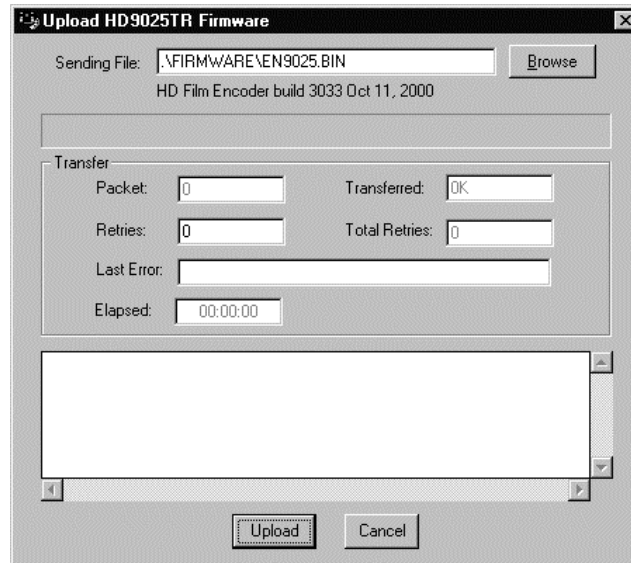 Upload HD9025TR Firmware
Sending File: .\FIRMWARE\EN9025.BIN Browse
HD Film Encoder build 3033 Oct 11, 2000
Transfer
Packet: 0 Transferred: 0K
Retries: 0 Total Retries: 0
Last Error:
Elapsed: 00:00:00
Upload Cancel